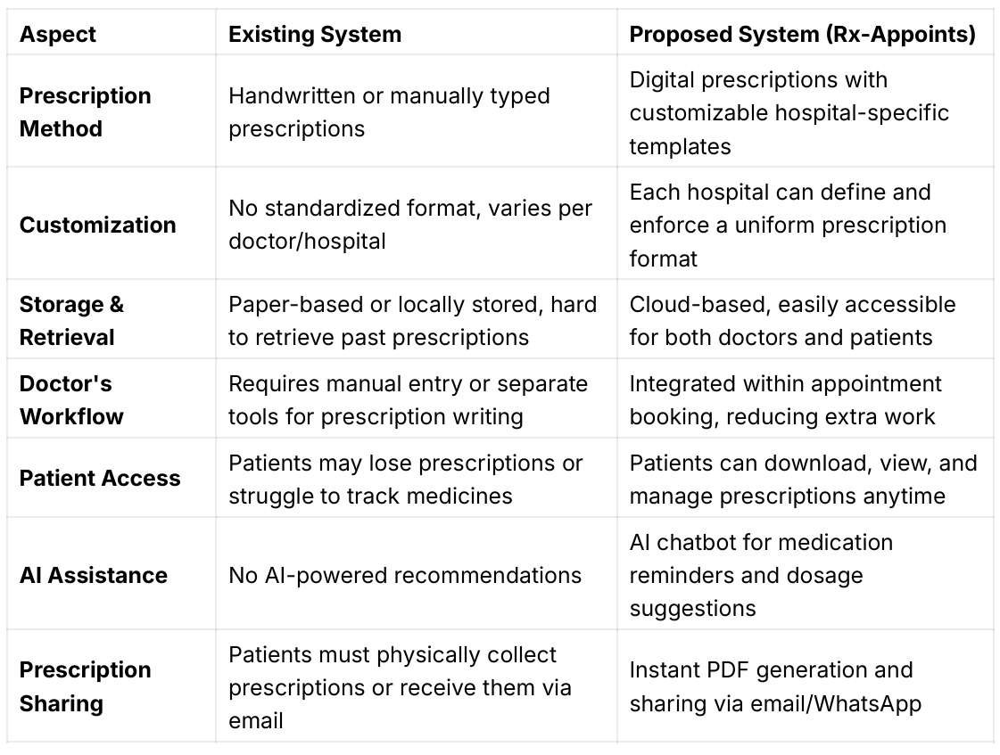 Aspect
Existing System
Proposed System (Rx-Appoints)
Prescription
Method
Handwritten or manually typed
prescriptions
Digital prescriptions with
customizable hospital-specific
templates
Customization
No standardized format, varies per
doctor/hospital
Each hospital can define and
enforce a uniform prescription
format
Storage &
Retrieval
Paper-based or locally stored, hard
to retrieve past prescriptions
Cloud-based, easily accessible
for both doctors and patients
Doctor's
Workflow
Requires manual entry or separate
tools for prescription writing
Integrated within appointment
booking, reducing extra work
Patient Access
Patients may lose prescriptions or
struggle to track medicines
Patients can download, view, and
manage prescriptions anytime
AI Assistance
No AI-powered recommendations
AI chatbot for medication
reminders and dosage
suggestions
Prescription
Sharing
Patients must physically collect
prescriptions or receive them via
email
Instant PDF generation and
sharing via email/WhatsApp